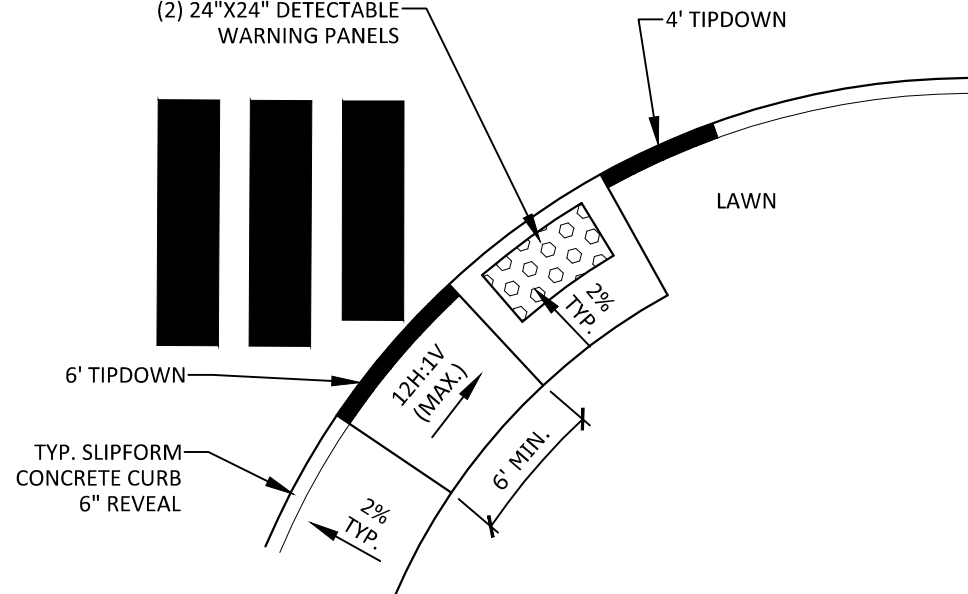 (2) 24"X24" DETECTABLE
WARNING PANELS
4' TIPDOWN
LAWN
2%
TYP.
12H:1V
(MAX.)
6' TIPDOWN
6' MIN.
TYP. SLIPFORM
CONCRETE CURB
6" REVEAL
2%
TYP.